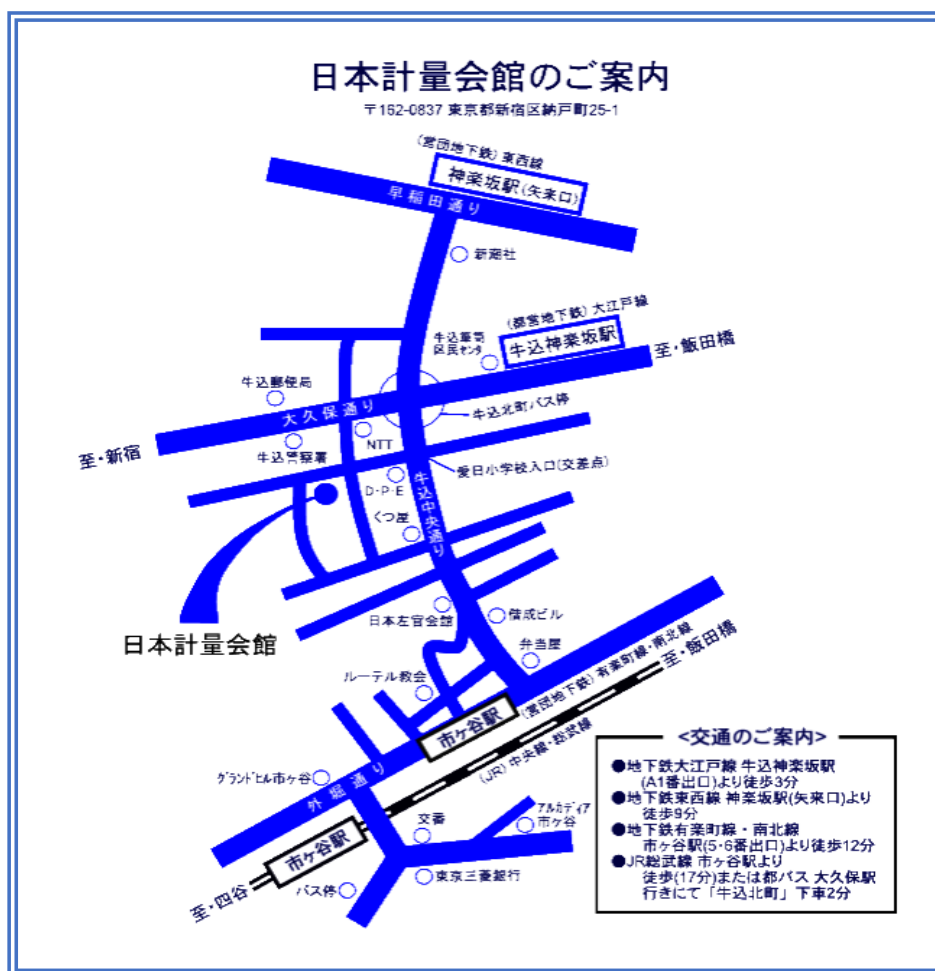 日本計量会館のご案内
〒162-0837 東京都新宿区納戸町25-1
(営団地下鉄) 東西線
神楽坂駅(矢来口)
早稲田通り
新潮社
(都営地下鉄) 大江戸線
牛込神楽坂駅
至・飯田橋
牛込箪笥
区民センタ
牛込郵便局
大久保通り
牛込北町バス停
至・新宿
牛込警察署
NTT
愛日小学校入口(交差点)
D・P・E
牛込中央通り
くつ屋
日本計量会館
日本左官会館
偕成ビル
弁当屋
ルーテル教会
市ヶ谷駅
(営団地下鉄) 有楽町線・南北線
至・飯田橋
(JR) 中央線・総武線
グランドヒル市ヶ谷
外堀通り
市ヶ谷駅
至・四谷
バス停
交番
アルカディア
市ヶ谷
東京三菱銀行
<交通のご案内>
●地下鉄大江戸線 牛込神楽坂駅
(A1番出口)より徒歩3分
●地下鉄東西線 神楽坂駅(矢来口)より
徒歩9分
●地下鉄有楽町線・南北線
市ヶ谷駅(5・6番出口)より徒歩12分
●JR総武線 市ヶ谷駅より
徒歩(17分)または都バス 大久保駅
行きにて「牛込北町」下車2分